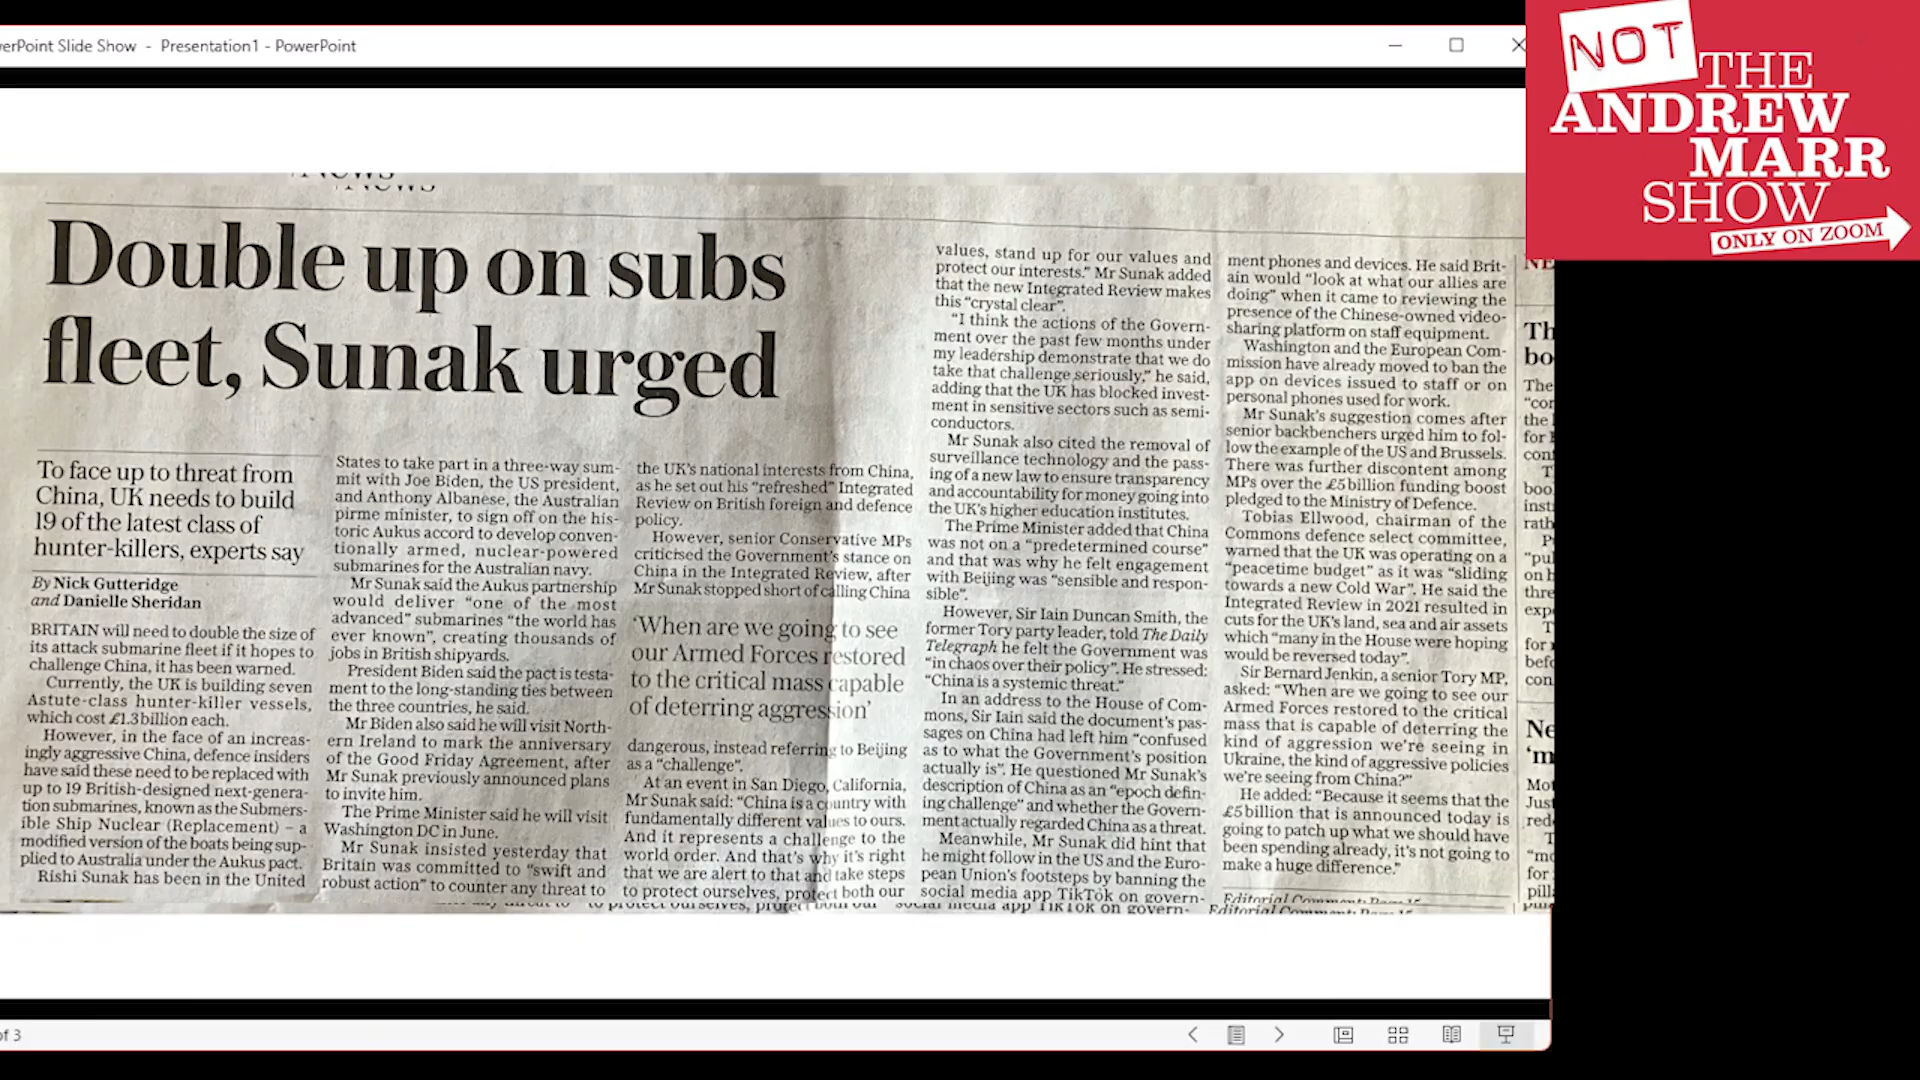 erPoint Slide Show - Presentation1 - PowerPoint
NOT
THE
ANDREW
MARR
SHOW
ONLY ON ZOOM
NEWS
Double up on subs
fleet, Sunak urged
To face up to threat from
China, UK needs to build
19 of the latest class of
hunter-killers, experts say
By Nick Gutteridge
and Danielle Sheridan
BRITAIN will need to double the size of
its attack submarine fleet if it hopes to
challenge China, it has been warned.
Currently, the UK is building seven
Astute-class hunter-killer vessels,
which cost £1.3billion each.
However, in the face of an increas-
ingly aggressive China, defence insiders
have said these need to be replaced with
up to 19 British-designed next-genera-
tion submarines, known as the Submers-
ible Ship Nuclear (Replacement) – a
modified version of the boats being sup-
plied to Australia under the Aukus pact.
Rishi Sunak has been in the United
States to take part in a three-way sum-
mit with Joe Biden, the US president,
and Anthony Albanese, the Australian
pirme minister, to sign off on the his-
toric Aukus accord to develop conven-
tionally armed, nuclear-powered
submarines for the Australian navy.
Mr Sunak said the Aukus partnership
would deliver “one of the most
advanced” submarines “the world has
ever known”, creating thousands of
jobs in British shipyards.
President Biden said the pact is testa-
ment to the long-standing ties between
the three countries, he said.
Mr Biden also said he will visit North-
ern Ireland to mark the anniversary
of the Good Friday Agreement, after
Mr Sunak previously announced plans
to invite him.
The Prime Minister said he will visit
Washington DC in June.
Mr Sunak insisted yesterday that
Britain was committed to “swift and
robust action” to counter any threat to
the UK’s national interests from China,
as he set out his “refreshed” Integrated
Review on British foreign and defence
policy.
However, senior Conservative MPs
criticised the Government’s stance on
China in the Integrated Review, after
Mr Sunak stopped short of calling China
‘When are we going to see
our Armed Forces restored
to the critical mass capable
of deterring aggression’
dangerous, instead referring to Beijing
as a “challenge”.
At an event in San Diego, California,
Mr Sunak said: “China is a country with
fundamentally different values to ours.
And it represents a challenge to the
world order. And that’s why it’s right
that we are alert to that and take steps
to protect ourselves, protect both our
values, stand up for our values and
protect our interests.” Mr Sunak added
that the new Integrated Review makes
this “crystal clear”.
“I think the actions of the Govern-
ment over the past few months under
my leadership demonstrate that we do
take that challenge seriously,” he said,
adding that the UK has blocked invest-
ment in sensitive sectors such as semi-
conductors.
Mr Sunak also cited the removal of
surveillance technology and the pass-
ing of a new law to ensure transparency
and accountability for money going into
the UK’s higher education institutes.
The Prime Minister added that China
was not on a “predetermined course”
and that was why he felt engagement
with Beijing was “sensible and respon-
sible”.
However, Sir Iain Duncan Smith, the
former Tory party leader, told The Daily
Telegraph he felt the Government was
“in chaos over their policy”. He stressed:
“China is a systemic threat.”
In an address to the House of Com-
mons, Sir Iain said the document’s pas-
sages on China had left him “confused
as to what the Government’s position
actually is”. He questioned Mr Sunak’s
description of China as an “epoch defin-
ing challenge” and whether the Govern-
ment actually regarded China as a threat.
Meanwhile, Mr Sunak did hint that
he might follow in the US and the Euro-
pean Union’s footsteps by banning the
social media app TikTok on govern-
ment phones and devices. He said Brit-
ain would “look at what our allies are
doing” when it came to reviewing the
presence of the Chinese-owned video-
sharing platform on staff equipment.
Washington and the European Com-
mission have already moved to ban the
app on devices issued to staff or on
personal phones used for work.
Mr Sunak’s suggestion comes after
senior backbenchers urged him to fol-
low the example of the US and Brussels.
There was further discontent among
MPs over the £5billion funding boost
pledged to the Ministry of Defence.
Tobias Ellwood, chairman of the
Commons defence select committee,
warned that the UK was operating on a
“peacetime budget” as it was “sliding
towards a new Cold War”. He said the
Integrated Review in 2021 resulted in
cuts for the UK’s land, sea and air assets
which “many in the House were hoping
would be reversed today”.
Sir Bernard Jenkin, a senior Tory MP,
asked: “When are we going to see our
Armed Forces restored to the critical
mass that is capable of deterring the
kind of aggression we’re seeing in
Ukraine, the kind of aggressive policies
we’re seeing from China?”
He added: “Because it seems that the
£5billion that is announced today is
going to patch up what we should have
been spending already, it’s not going to
make a huge difference.”
Editorial Comment: Page 15
of 3